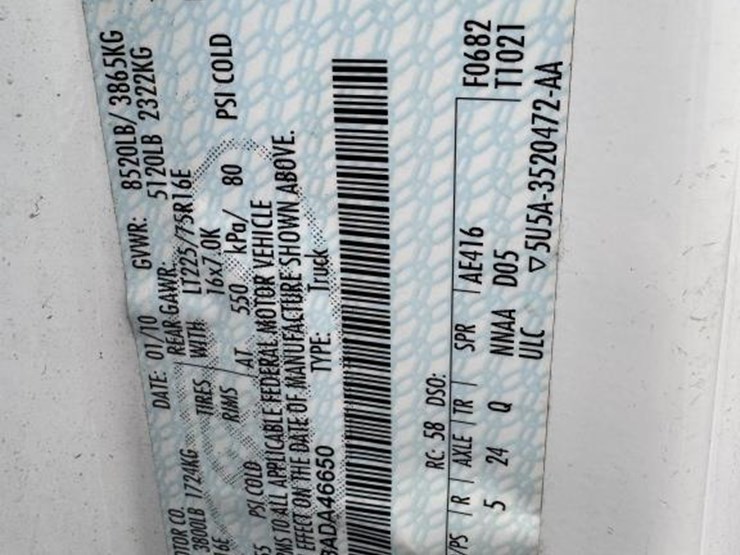 DATE: 01/10 GVWR: 8520LB/ 3865KG
REAR GAWR: 5120LB 2322KG
3800LB 1724KG TIRES WITH LT225/75R16E
16E RIMS 16x7.0K
PSI COLD AT 550 kPa/ 80 PSI COLD
TO ALL APPLICABLE FEDERAL MOTOR VEHICLE
EFFECT ON THE DATE OF MANUFACTURE SHOWN ABOVE.
ADA46650 TYPE: Truck
RC: 58 DSO:
F0682
R AXLE TR SPR AE416 T1021
5 24 Q NNAA D05
ULC ▽5U5A-3520472-AA